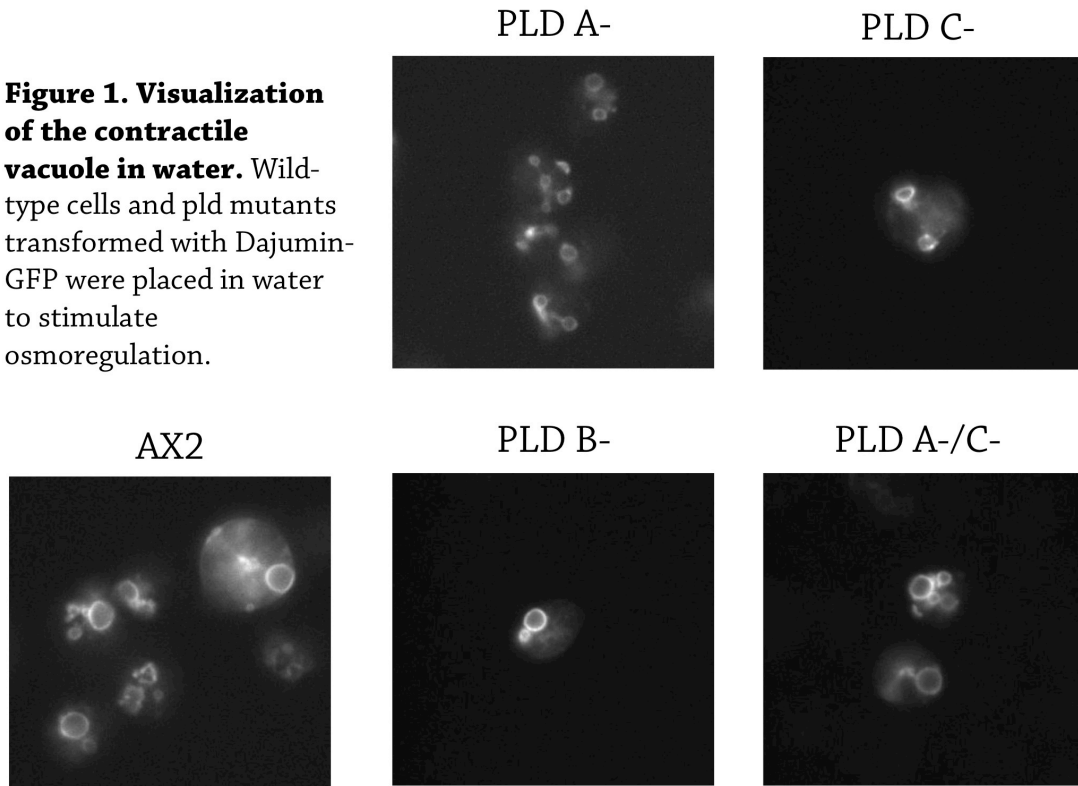 PLD A-
PLD C-
Figure 1. Visualization
of the contractile
vacuole in water. Wild-
type cells and pld mutants
transformed with Dajumin-
GFP were placed in water
to stimulate
osmoregulation.
AX2
PLD B-
PLD A-/C-